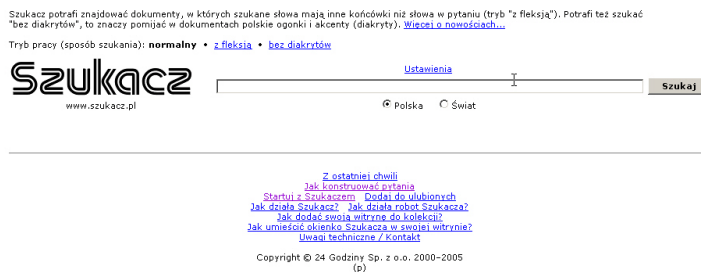 Szukacz potrafi znajdować dokumenty, w których szukane słowa mają inne końcówki niż słowa w pytaniu (tryb "z fleksją"). Potrafi też szukać
"bez diakrytów", to znaczy pomijać w dokumentach polskie ogonki i akcenty (diakryty). Więcej o nowościach...
Tryb pracy (sposób szukania): normalny • z fleksją • bez diakrytów
Szukacz
www.szukacz.pl
Ustawienia
Szukaj
Polska Świat
Z ostatniej chwili
Jak konstruować pytania
Startuj z Szukaczem Dodaj do ulubionych
Jak działa Szukacz? Jak działa robot Szukacza?
Jak dodać swoją witrynę do kolekcji?
Jak umieścić okienko Szukacza w swojej witrynie?
Uwagi techniczne / Kontakt
Copyright © 24 Godziny Sp. z o.o. 2000-2005
(p)